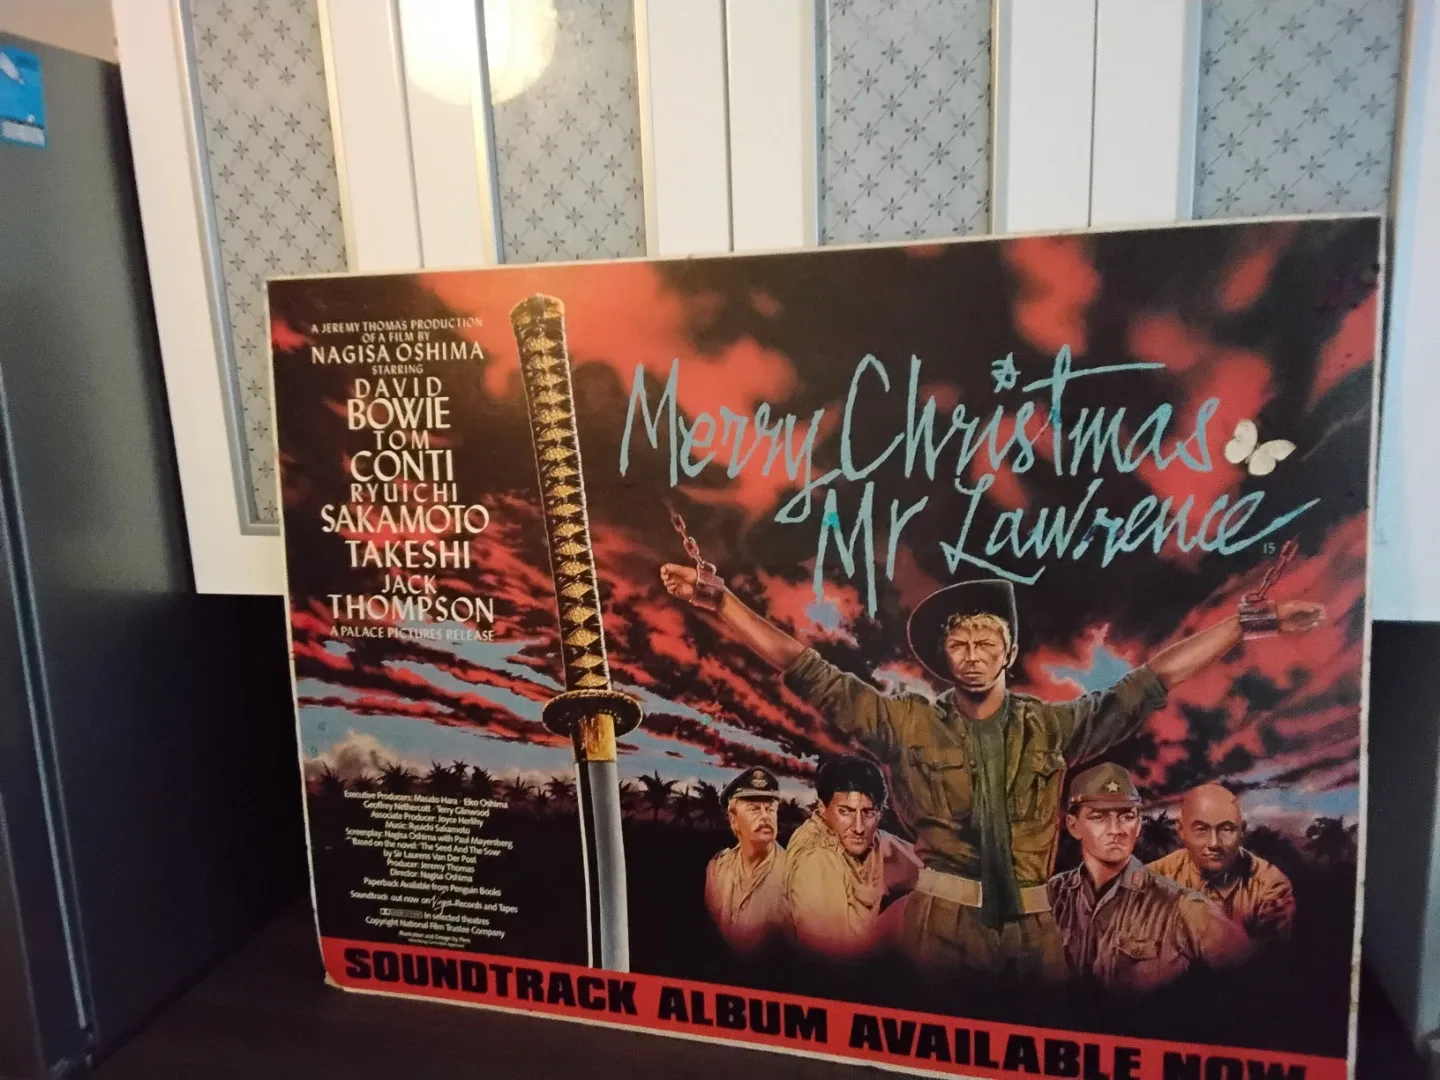 A JEREMY THOMAS PRODUCTION
OF A FILM BY
NAGISA OSHIMA
STARRING
DAVID
BOWIE
TOM
CONTI
RYUICHI
SAKAMOTO
TAKESHI
JACK
THOMPSON
A PALACE PICTURES RELEASE
Merry Christmas
Mr Lawrence
15
Executive Producers: Masato Hara · Eiko Oshima
Geoffrey Nethercott · Terry Glinwood
Associate Producer: Joyce Herlihy
Music: Ryuichi Sakamoto
Screenplay: Nagisa Oshima with Paul Mayersberg
Based on the novel: 'The Seed And The Sower'
by Sir Laurens Van Der Post
Producer: Jeremy Thomas
Director: Nagisa Oshima
Paperback Available from Penguin Books
Soundtrack out now on Virgin Records and Tapes
In selected theatres
Copyright National Film Trustee Company
Illustration and Design by
SOUNDTRACK ALBUM AVAILABLE NOW